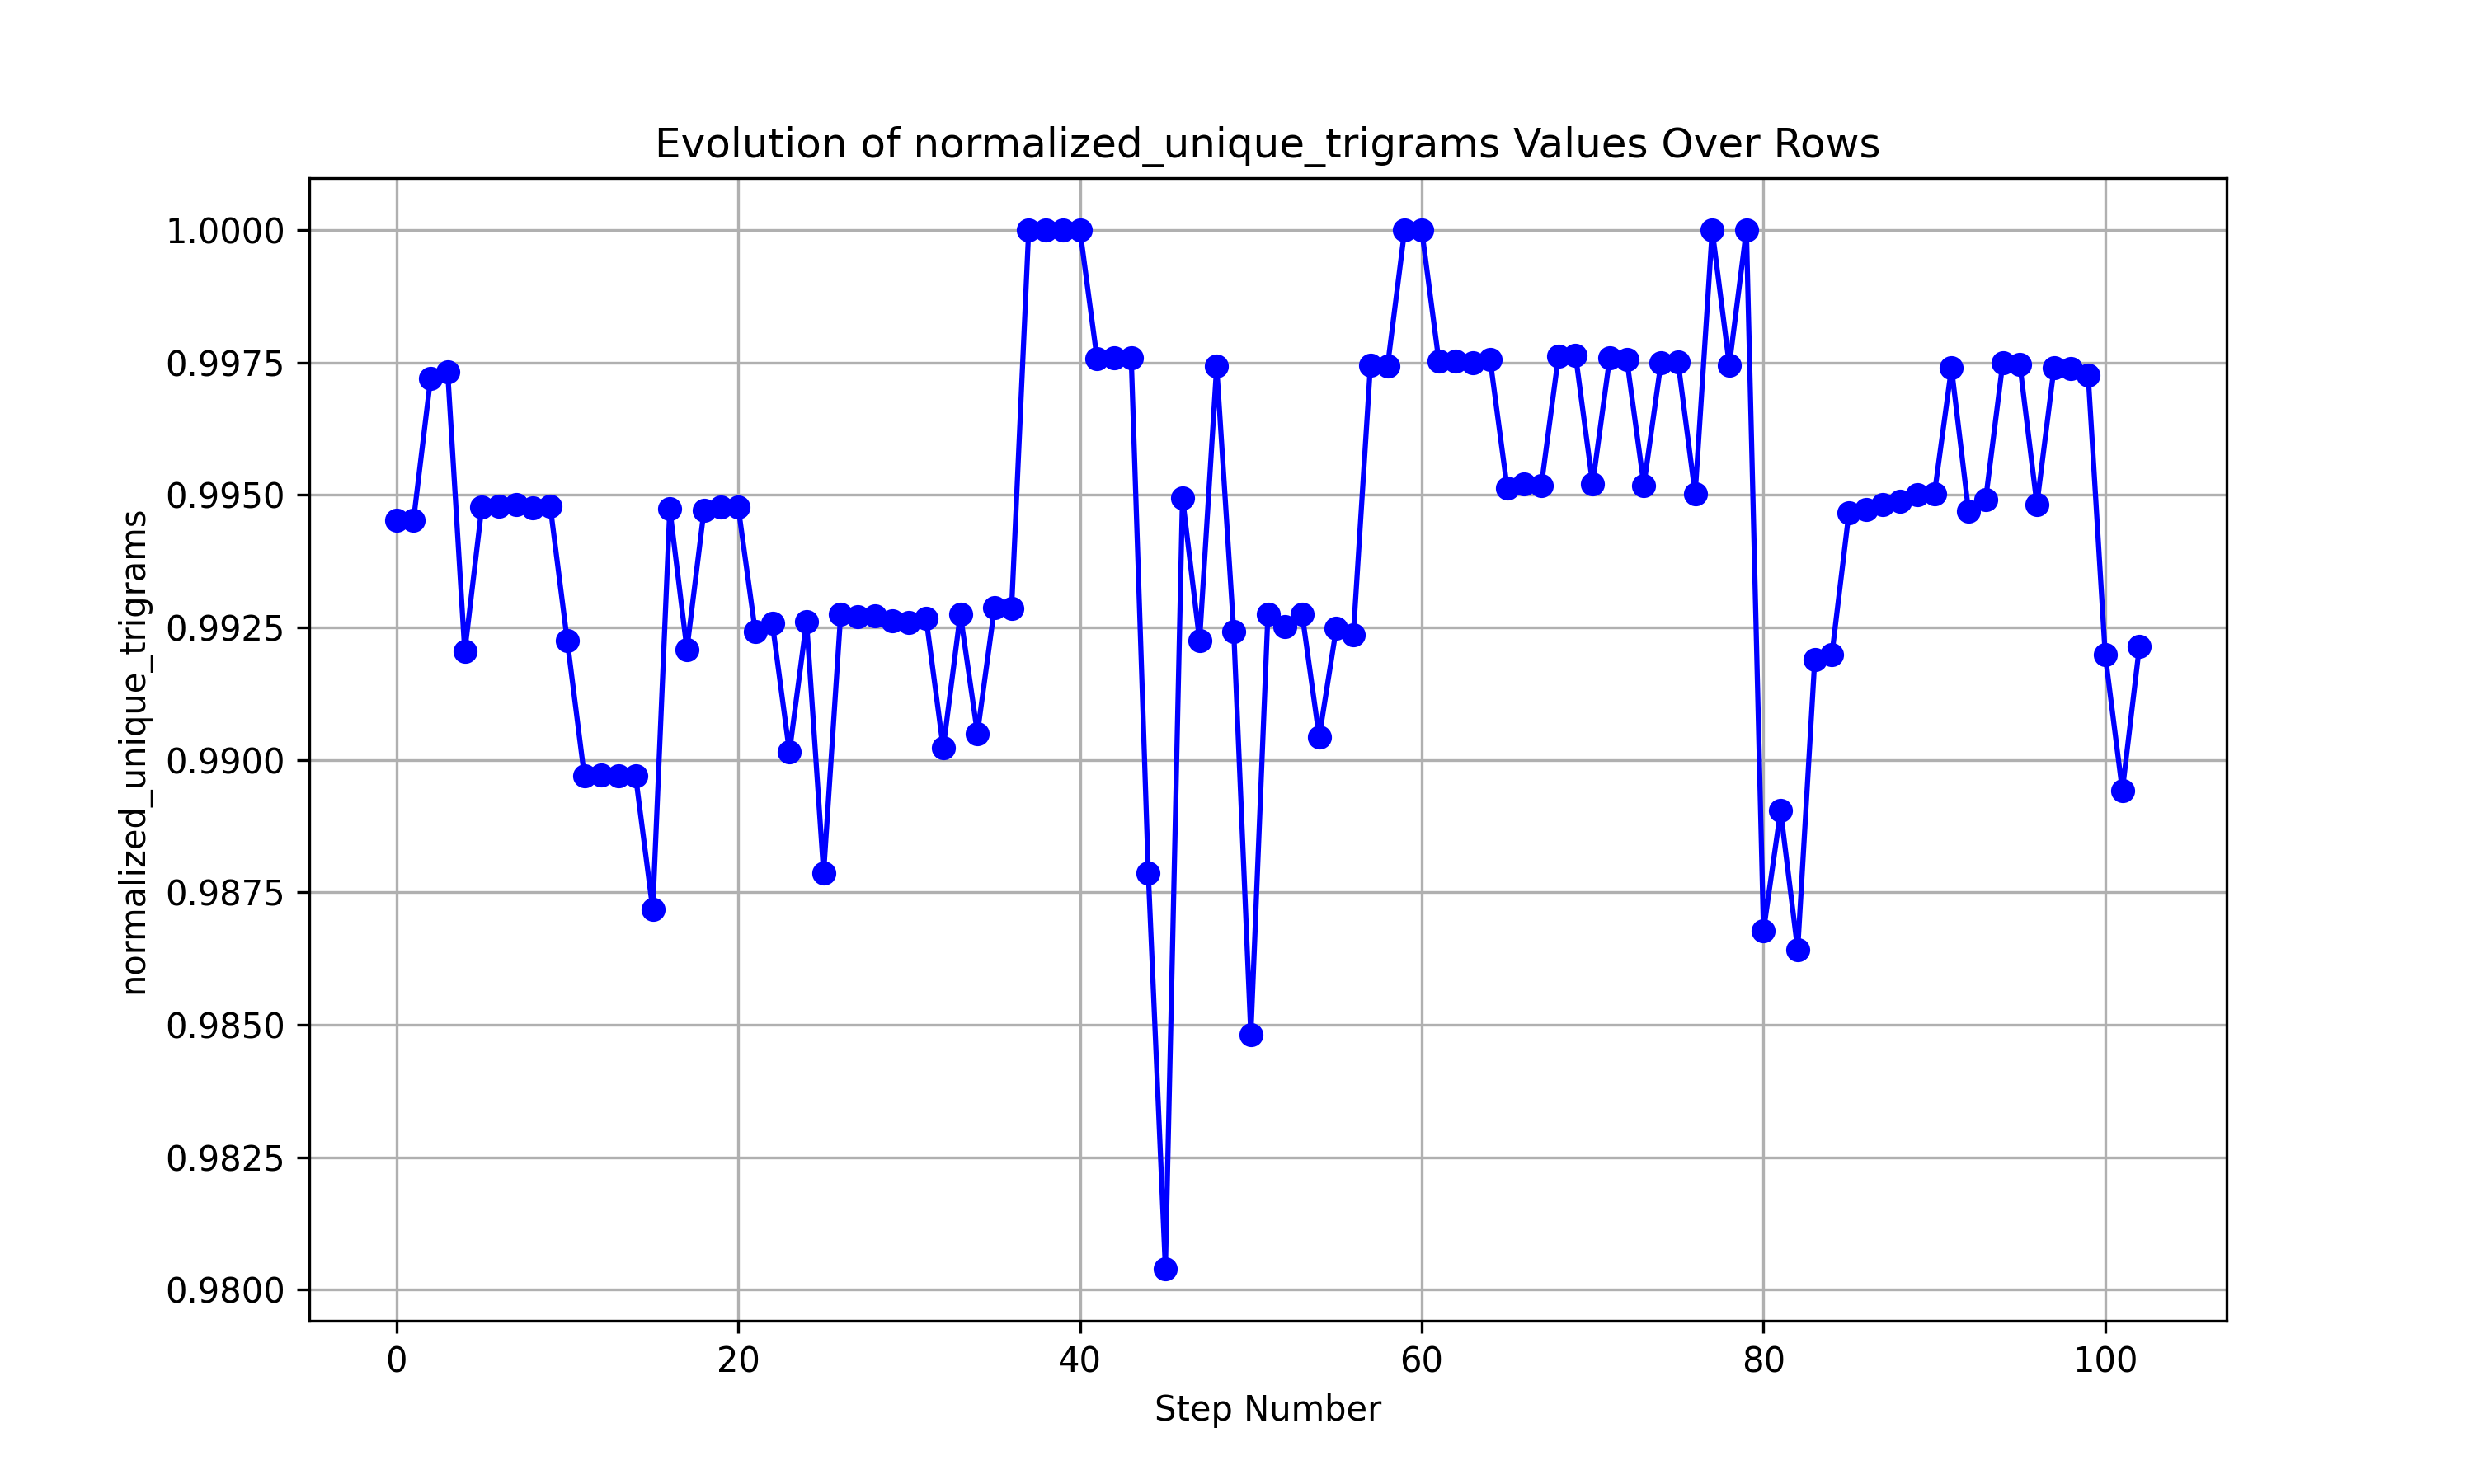 Evolution of normalized_unique_trigrams Values Over Rows
normalized_unique_trigrams
1.0000
0.9975
0.9950
0.9925
0.9900
0.9875
0.9850
0.9825
0.9800
0 20 40 60 80 100
Step Number